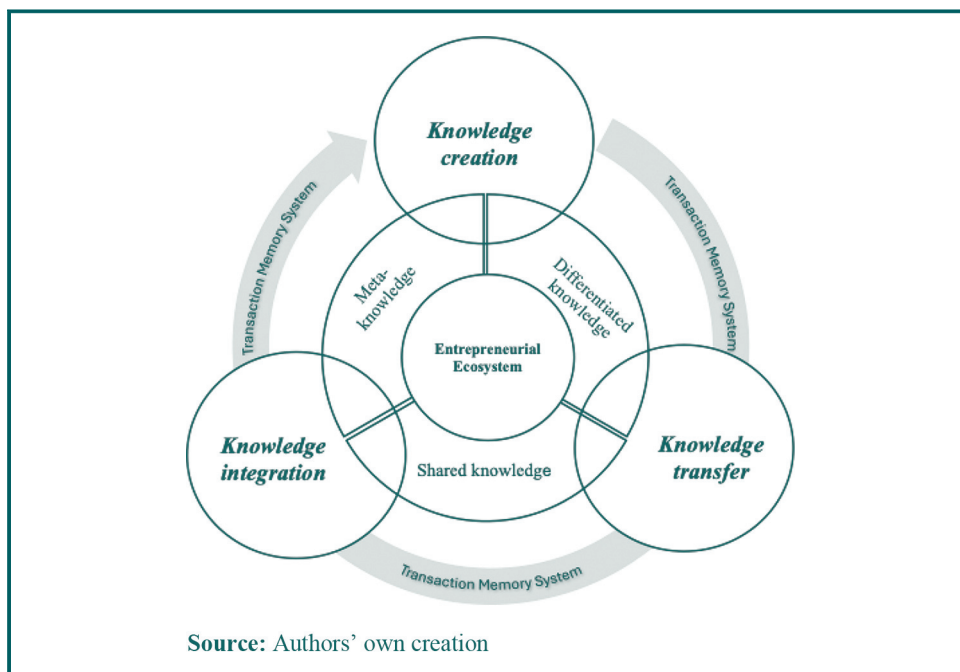 Knowledge
creation
Transaction Memory System
Transaction Memory System
Meta-
knowledge
Differentiated
knowledge
Entrepreneurial
Ecosystem
Knowledge
integration
Shared knowledge
Knowledge
transfer
Transaction Memory System
Source: Authors’ own creation